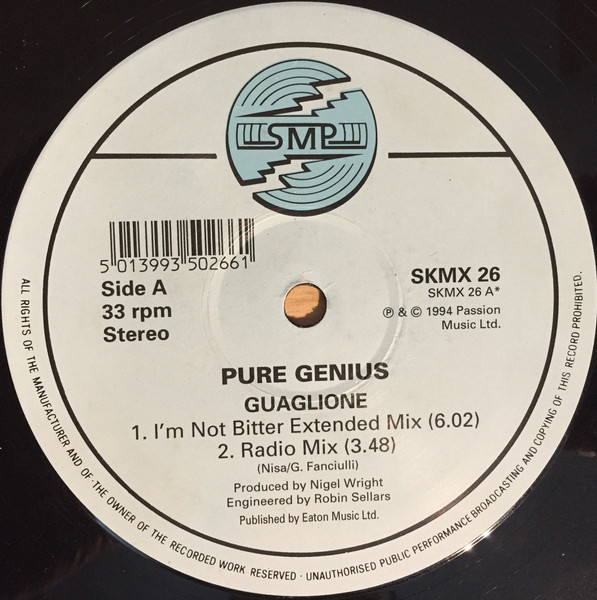 SMP
5 013993 502661
Side A
33 rpm
Stereo
SKMX 26
SKMX 26 A*
℗ & © 1994 Passion
Music Ltd.
PURE GENIUS
GUAGLIONE
1. I'm Not Bitter Extended Mix (6.02)
2. Radio Mix (3.48)
(Nisa/G. Fanciulli)
Produced by Nigel Wright
Engineered by Robin Sellars
Published by Eaton Music Ltd.
ALL RIGHTS OF THE MANUFACTURER AND OF · THE OWNER OF THE RECORDED WORK RESERVED · UNAUTHORISED PUBLIC PERFORMANCE BROADCASTING AND COPYING OF THIS RECORD PROHIBITED.